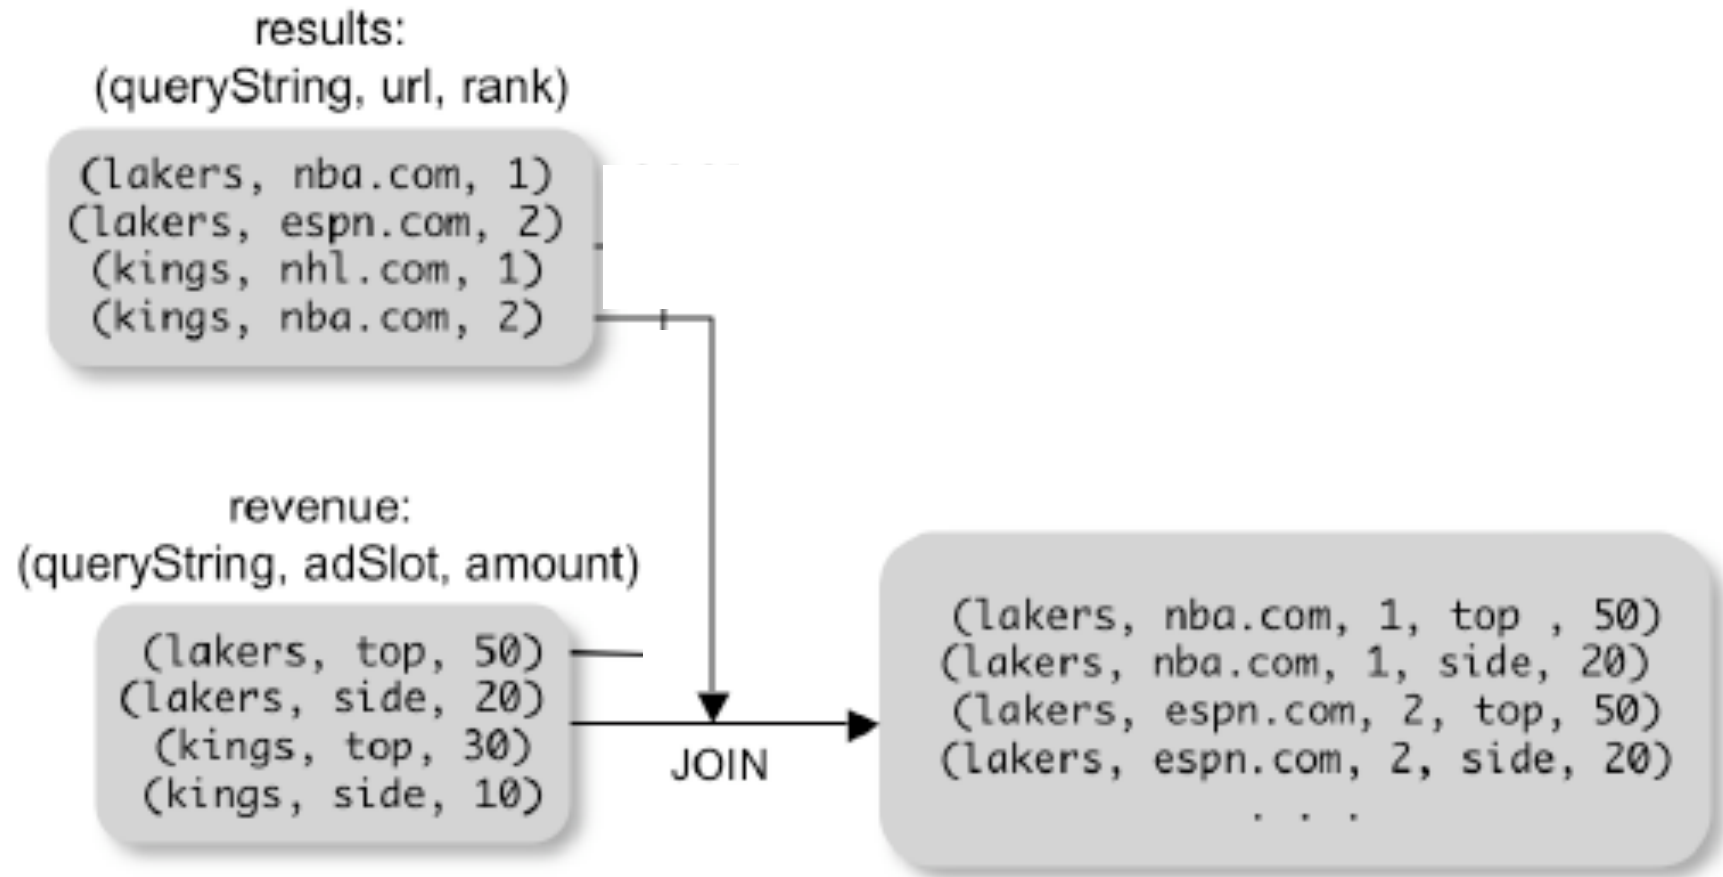 results:
(queryString, url, rank)
(lakers, nba.com, 1)
(lakers, espn.com, 2)
(kings, nhl.com, 1)
(kings, nba.com, 2)
revenue:
(queryString, adSlot, amount)
(lakers, top, 50)
(lakers, side, 20)
(kings, top, 30)
(kings, side, 10)
JOIN
(lakers, nba.com, 1, top , 50)
(lakers, nba.com, 1, side, 20)
(lakers, espn.com, 2, top, 50)
(lakers, espn.com, 2, side, 20)
. . .